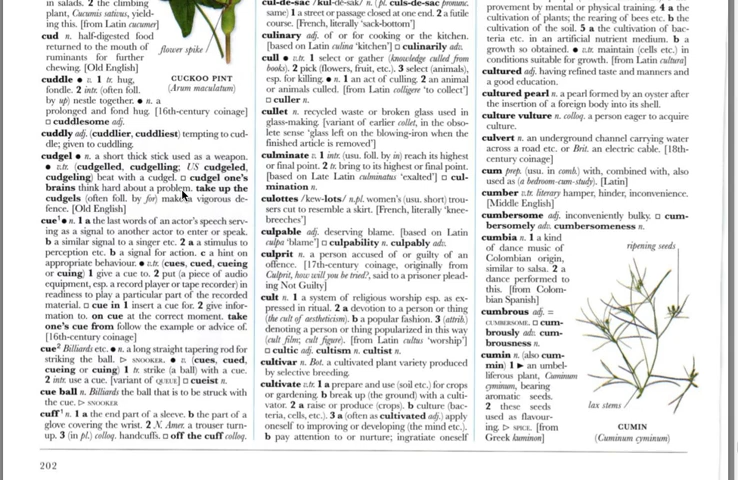 in salads. 2 the climbing
plant, Cucumis sativus, yield-
ing this. [from Latin cucumer]
cud n. half-digested food
returned to the mouth of
ruminants for further
chewing. [Old English]
flower spike
CUCKOO PINT
(Arum maculatum)
cuddle ● v. 1 tr. hug,
fondle. 2 intr. (often foll.
by up) nestle together. ● n. a
prolonged and fond hug. [16th-century coinage]
□ cuddlesome adj.
cuddly adj. (cuddlier, cuddliest) tempting to cud-
dle; given to cuddling.
cudgel ● n. a short thick stick used as a weapon.
● v.tr. (cudgelled, cudgelling; US cudgeled,
cudgeling) beat with a cudgel. □ cudgel one's
brains think hard about a problem. take up the
cudgels (often foll. by for) make a vigorous de-
fence. [Old English]
cue¹ ● n. 1 a the last words of an actor's speech serv-
ing as a signal to another actor to enter or speak.
b a similar signal to a singer etc. 2 a a stimulus to
perception etc. b a signal for action. c a hint on
appropriate behaviour. ● v.tr. (cues, cued, cueing
or cuing) 1 give a cue to. 2 put (a piece of audio
equipment, esp. a record player or tape recorder) in
readiness to play a particular part of the recorded
material. □ cue in 1 insert a cue for. 2 give infor-
mation to. on cue at the correct moment. take
one's cue from follow the example or advice of.
[16th-century coinage]
cue² Billiards etc. ● n. a long straight tapering rod for
striking the ball. ▷ SNOOKER. ● v. (cues, cued,
cueing or cuing) 1 tr. strike (a ball) with a cue.
2 intr. use a cue. [variant of QUEUE] □ cueist n.
cue ball n. Billiards the ball that is to be struck with
the cue. ▷ SNOOKER
cuff¹ n. 1 a the end part of a sleeve. b the part of a
glove covering the wrist. 2 N. Amer. a trouser turn-
up. 3 (in pl.) colloq. handcuffs. □ off the cuff colloq.
202
cul-de-sac /kul-dĕ-sak/ n. (pl. culs-de-sac pronunc.
same) 1 a street or passage closed at one end. 2 a futile
course. [French, literally 'sack-bottom']
culinary adj. of or for cooking or the kitchen.
[based on Latin culina 'kitchen'] □ culinarily adv.
cull ● v.tr. 1 select or gather (knowledge culled from
books). 2 pick (flowers, fruit, etc.). 3 select (animals),
esp. for killing. ● n. 1 an act of culling. 2 an animal
or animals culled. [from Latin colligere 'to collect']
□ culler n.
cullet n. recycled waste or broken glass used in
glass-making. [variant of earlier collet, in the obso-
lete sense 'glass left on the blowing-iron when the
finished article is removed']
culminate v. 1 intr. (usu. foll. by in) reach its highest
or final point. 2 tr. bring to its highest or final point.
[based on Late Latin culminatus 'exalted'] □ cul-
mination n.
culottes /kew-lots/ n.pl. women's (usu. short) trou-
sers cut to resemble a skirt. [French, literally 'knee-
breeches']
culpable adj. deserving blame. [based on Latin
culpa 'blame'] □ culpability n. culpably adv.
culprit n. a person accused of or guilty of an
offence. [17th-century coinage, originally from
Culprit, how will you be tried?, said to a prisoner plead-
ing Not Guilty]
cult n. 1 a system of religious worship esp. as ex-
pressed in ritual. 2 a a devotion to a person or thing
(the cult of aestheticism). b a popular fashion. 3 (attrib.)
denoting a person or thing popularized in this way
(cult film; cult figure). [from Latin cultus 'worship']
□ cultic adj. cultism n. cultist n.
cultivar n. Bot. a cultivated plant variety produced
by selective breeding.
cultivate v.tr. 1 a prepare and use (soil etc.) for crops
or gardening. b break up (the ground) with a culti-
vator. 2 a raise or produce (crops). b culture (bac-
teria, cells, etc.). 3 a (often as cultivated adj.) apply
oneself to improving or developing (the mind etc.).
b pay attention to or nurture; ingratiate oneself
provement by mental or physical training. 4 a the
cultivation of plants; the rearing of bees etc. b the
cultivation of the soil. 5 a the cultivation of bac-
teria etc. in an artificial nutrient medium. b a
growth so obtained. ● v.tr. maintain (cells etc.) in
conditions suitable for growth. [from Latin cultura]
cultured adj. having refined taste and manners and
a good education.
cultured pearl n. a pearl formed by an oyster after
the insertion of a foreign body into its shell.
culture vulture n. colloq. a person eager to acquire
culture.
culvert n. an underground channel carrying water
across a road etc. or Brit. an electric cable. [18th-
century coinage]
cum prep. (usu. in comb.) with, combined with, also
used as (a bedroom-cum-study). [Latin]
cumber v.tr. literary hamper, hinder, inconvenience.
[Middle English]
cumbersome adj. inconveniently bulky. □ cum-
bersomely adv. cumbersomeness n.
cumbia n. 1 a kind
of dance music of
Colombian origin,
similar to salsa. 2 a
dance performed to
this. [from Colom-
bian Spanish]
cumbrous adj. =
CUMBERSOME. □ cum-
brously adv. cum-
brousness n.
cumin n. (also cum-
min) 1 ▶ an umbel-
liferous plant, Cuminum
cyminum, bearing
aromatic seeds.
2 these seeds
used as flavour-
ing. ▷ SPICE. [from
Greek kuminon]
ripening seeds
lax stems
CUMIN
(Cuminum cyminum)